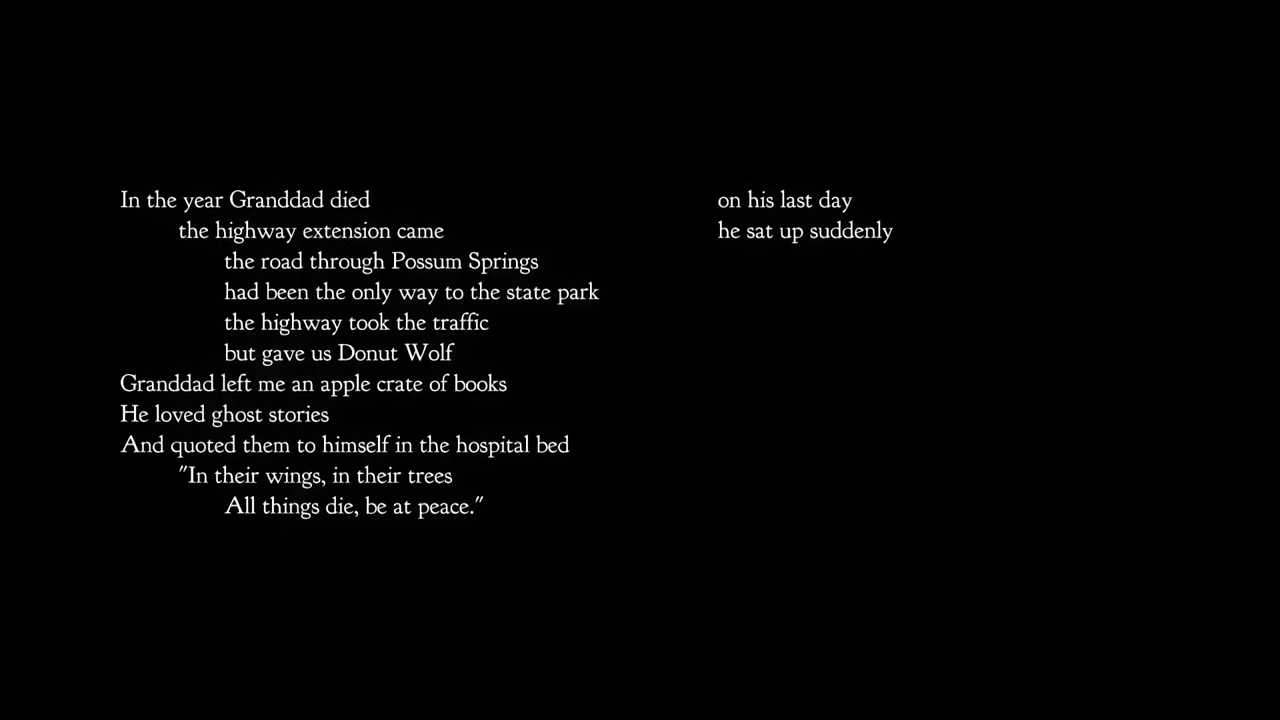 In the year Granddad died
the highway extension came
the road through Possum Springs
had been the only way to the state park
the highway took the traffic
but gave us Donut Wolf
Granddad left me an apple crate of books
He loved ghost stories
And quoted them to himself in the hospital bed
"In their wings, in their trees
All things die, be at peace."
on his last day
he sat up suddenly